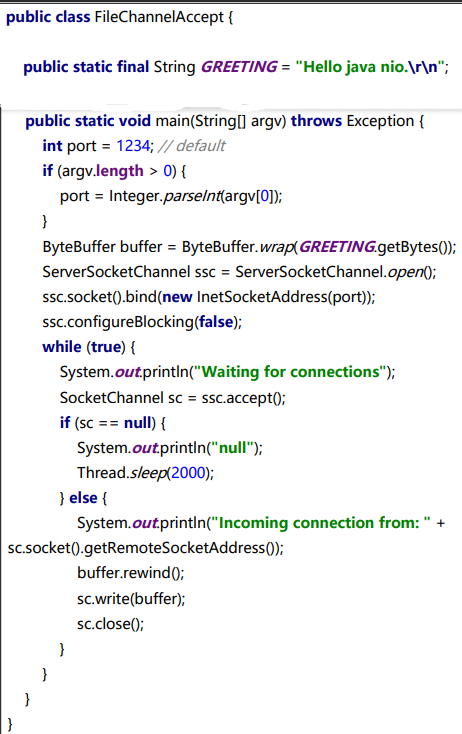 public class FileChannelAccept {
public static final String GREETING = "Hello java nio.\r\n";
public static void main(String[] argv) throws Exception {
int port = 1234; // default
if (argv.length > 0) {
port = Integer.parseInt(argv[0]);
}
ByteBuffer buffer = ByteBuffer.wrap(GREETING.getBytes());
ServerSocketChannel ssc = ServerSocketChannel.open();
ssc.socket().bind(new InetSocketAddress(port));
ssc.configureBlocking(false);
while (true) {
System.out.println("Waiting for connections");
SocketChannel sc = ssc.accept();
if (sc == null) {
System.out.println("null");
Thread.sleep(2000);
} else {
System.out.println("Incoming connection from: " +
sc.socket().getRemoteSocketAddress());
buffer.rewind();
sc.write(buffer);
sc.close();
}
}
}
}